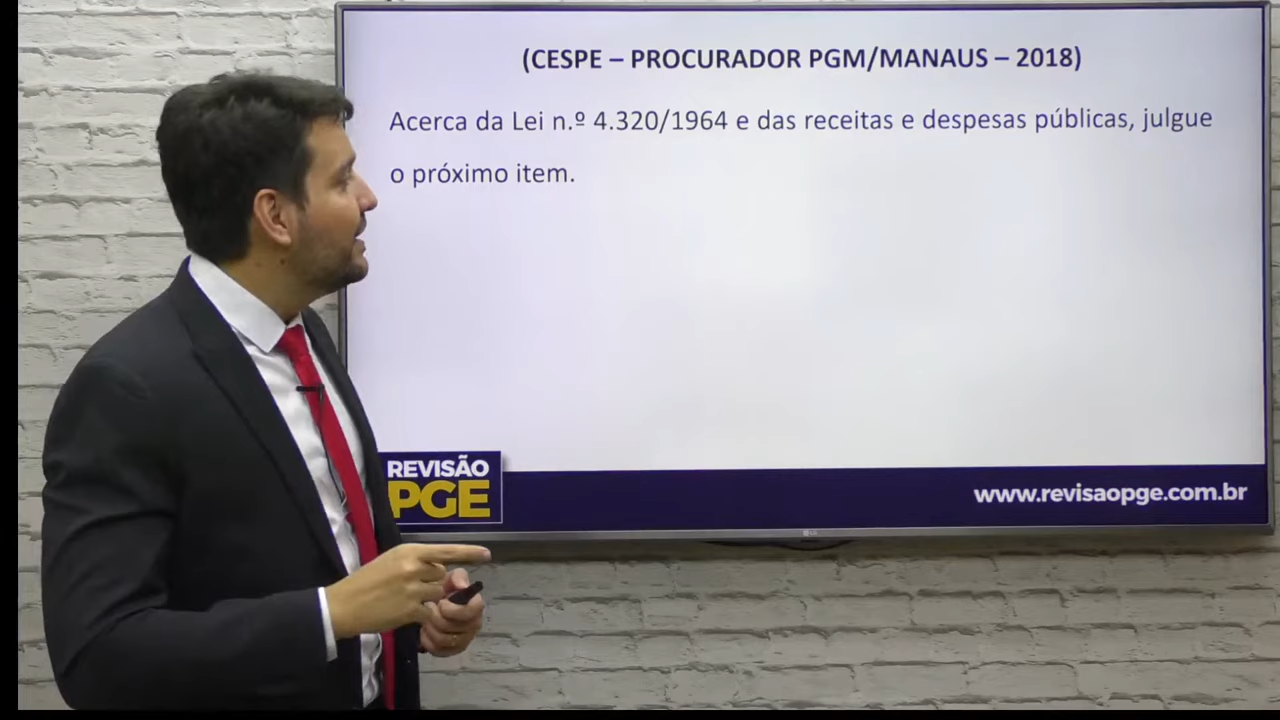 (CESPE – PROCURADOR PGM/MANAUS – 2018)
Acerca da Lei n.º 4.320/1964 e das receitas e despesas públicas, julgue
o próximo item.
REVISÃO
PGE
www.revisaopge.com.br
LG